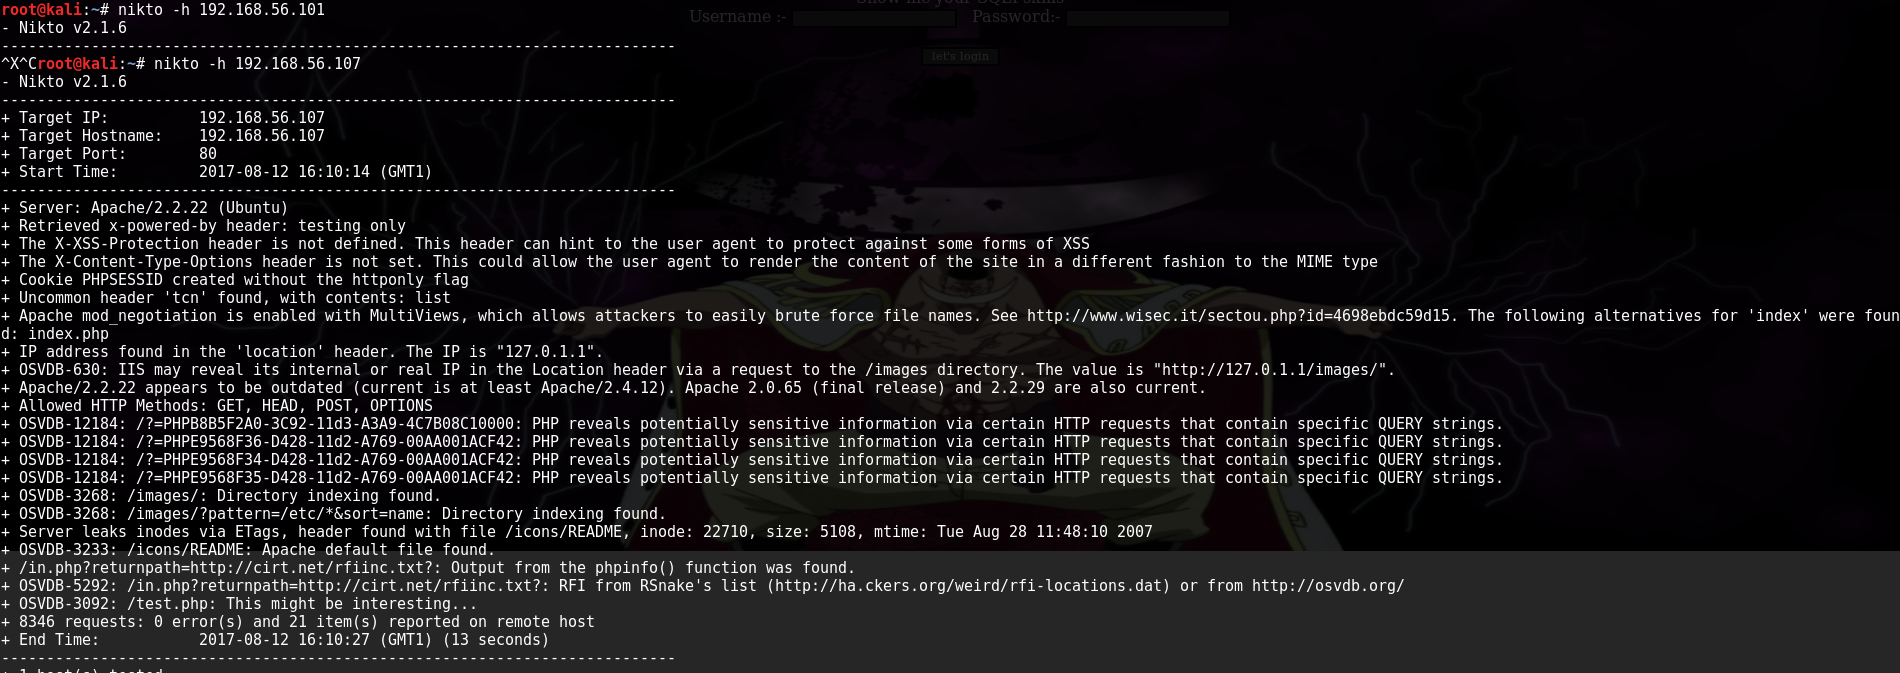 Show me your SQLI skills
Username :- Password:-
let's login
root@kali:~# nikto -h 192.168.56.101
- Nikto v2.1.6
---------------------------------------------------------------------------
^X^Croot@kali:~# nikto -h 192.168.56.107
- Nikto v2.1.6
---------------------------------------------------------------------------
+ Target IP:          192.168.56.107
+ Target Hostname:    192.168.56.107
+ Target Port:        80
+ Start Time:         2017-08-12 16:10:14 (GMT1)
---------------------------------------------------------------------------
+ Server: Apache/2.2.22 (Ubuntu)
+ Retrieved x-powered-by header: testing only
+ The X-XSS-Protection header is not defined. This header can hint to the user agent to protect against some forms of XSS
+ The X-Content-Type-Options header is not set. This could allow the user agent to render the content of the site in a different fashion to the MIME type
+ Cookie PHPSESSID created without the httponly flag
+ Uncommon header 'tcn' found, with contents: list
+ Apache mod_negotiation is enabled with MultiViews, which allows attackers to easily brute force file names. See http://www.wisec.it/sectou.php?id=4698ebdc59d15. The following alternatives for 'index' were foun
d: index.php
+ IP address found in the 'location' header. The IP is "127.0.1.1".
+ OSVDB-630: IIS may reveal its internal or real IP in the Location header via a request to the /images directory. The value is "http://127.0.1.1/images/".
+ Apache/2.2.22 appears to be outdated (current is at least Apache/2.4.12). Apache 2.0.65 (final release) and 2.2.29 are also current.
+ Allowed HTTP Methods: GET, HEAD, POST, OPTIONS
+ OSVDB-12184: /?=PHPB8B5F2A0-3C92-11d3-A3A9-4C7B08C10000: PHP reveals potentially sensitive information via certain HTTP requests that contain specific QUERY strings.
+ OSVDB-12184: /?=PHPE9568F36-D428-11d2-A769-00AA001ACF42: PHP reveals potentially sensitive information via certain HTTP requests that contain specific QUERY strings.
+ OSVDB-12184: /?=PHPE9568F34-D428-11d2-A769-00AA001ACF42: PHP reveals potentially sensitive information via certain HTTP requests that contain specific QUERY strings.
+ OSVDB-12184: /?=PHPE9568F35-D428-11d2-A769-00AA001ACF42: PHP reveals potentially sensitive information via certain HTTP requests that contain specific QUERY strings.
+ OSVDB-3268: /images/: Directory indexing found.
+ OSVDB-3268: /images/?pattern=/etc/*&sort=name: Directory indexing found.
+ Server leaks inodes via ETags, header found with file /icons/README, inode: 22710, size: 5108, mtime: Tue Aug 28 11:48:10 2007
+ OSVDB-3233: /icons/README: Apache default file found.
+ /in.php?returnpath=http://cirt.net/rfiinc.txt?: Output from the phpinfo() function was found.
+ OSVDB-5292: /in.php?returnpath=http://cirt.net/rfiinc.txt?: RFI from RSnake's list (http://ha.ckers.org/weird/rfi-locations.dat) or from http://osvdb.org/
+ OSVDB-3092: /test.php: This might be interesting...
+ 8346 requests: 0 error(s) and 21 item(s) reported on remote host
+ End Time:           2017-08-12 16:10:27 (GMT1) (13 seconds)
---------------------------------------------------------------------------
+ 1 host(s) tested